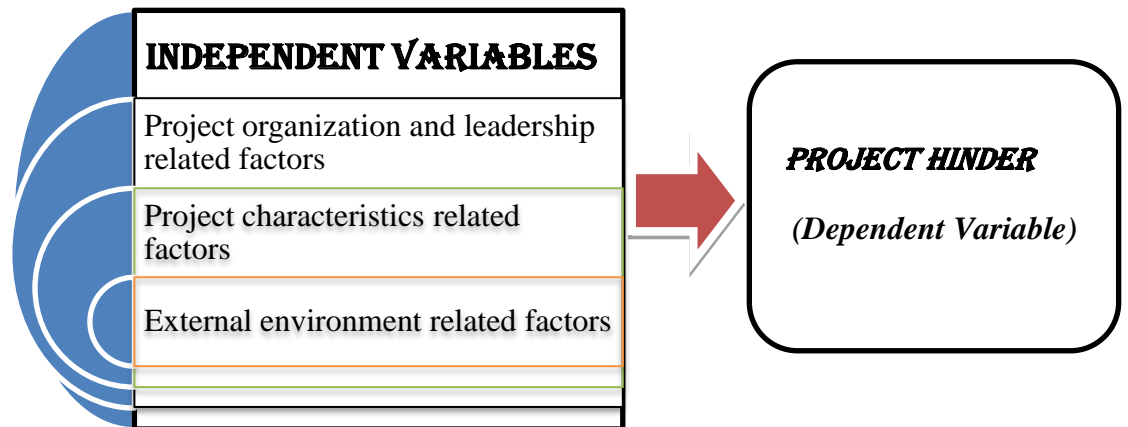 INDEPENDENT VARIABLES
Project organization and leadership
related factors
Project characteristics related
factors
External environment related factors
PROJECT HINDER
(Dependent Variable)